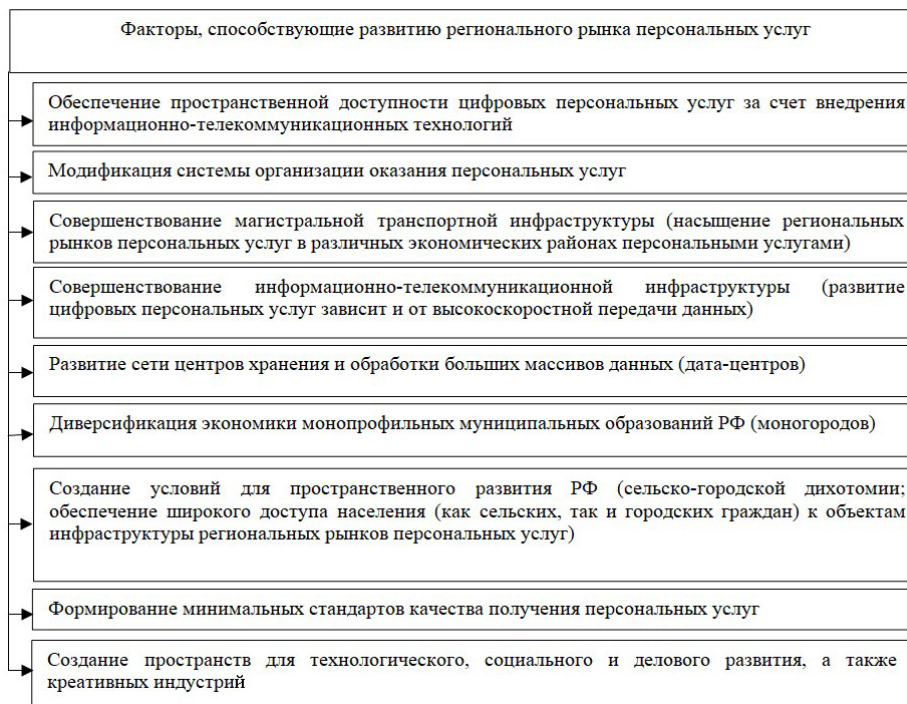 Факторы, способствующие развитию регионального рынка персональных услуг
Обеспечение пространственной доступности цифровых персональных услуг за счет внедрения
информационно-телекоммуникационных технологий
Модификация системы организации оказания персональных услуг
Совершенствование магистральной транспортной инфраструктуры (насыщение региональных
рынков персональных услуг в различных экономических районах персональными услугами)
Совершенствование информационно-телекоммуникационной инфраструктуры (развитие
цифровых персональных услуг зависит и от высокоскоростной передачи данных)
Развитие сети центров хранения и обработки больших массивов данных (дата-центров)
Диверсификация экономики монопрофильных муниципальных образований РФ (моногородов)
Создание условий для пространственного развития РФ (сельско-городской дихотомии;
обеспечение широкого доступа населения (как сельских, так и городских граждан) к объектам
инфраструктуры региональных рынков персональных услуг)
Формирование минимальных стандартов качества получения персональных услуг
Создание пространств для технологического, социального и делового развития, а также
креативных индустрий